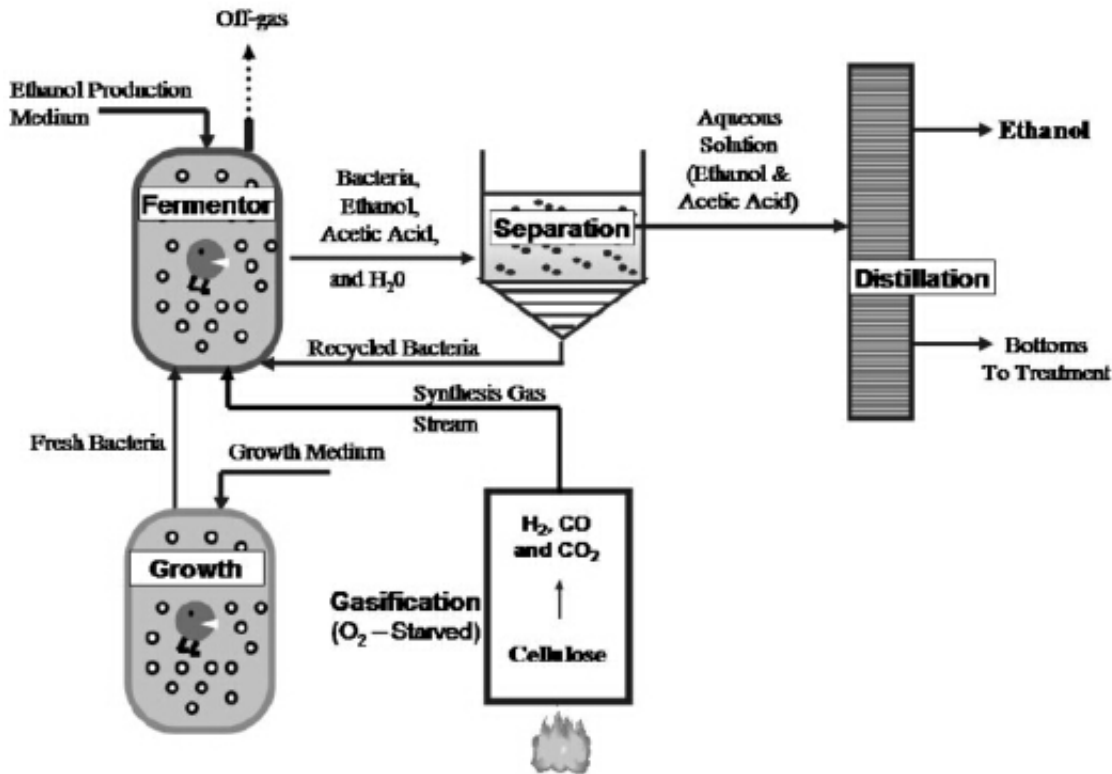 Off-gas
Ethanol Production
Medium
Fermentor
Bacteria,
Ethanol,
Acetic Acid,
and H₂0
Separation
Aqueous
Solution
(Ethanol &
Acetic Acid)
Ethanol
Distillation
Bottoms
To Treatment
Recycled Bacteria
Synthesis Gas
Stream
Fresh Bacteria
Growth Medium
Growth
Gasification
(O₂ – Starved)
H₂, CO
and CO₂
Cellulose